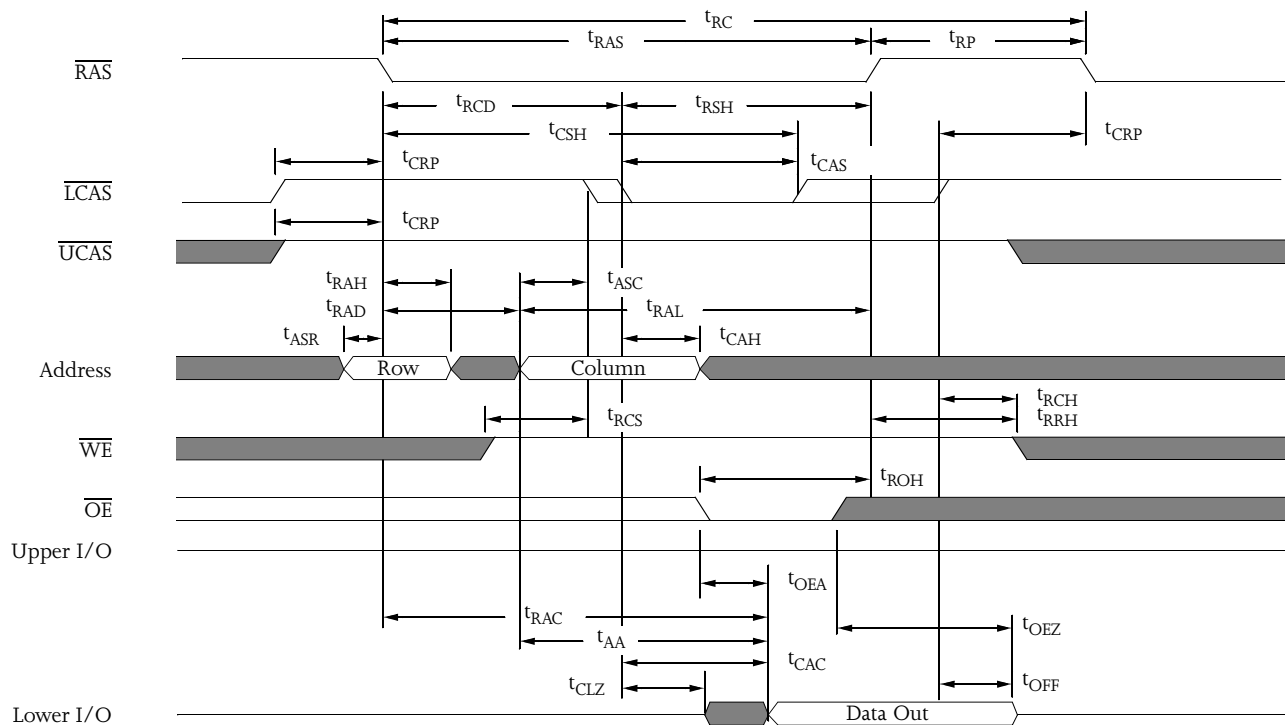 tRC
tRAS
tRP
RAS
tRCD
tRSH
tCSH
tCRP
tCRP
tCAS
LCAS
tCRP
UCAS
tRAH
tASC
tRAD
tRAL
tASR
tCAH
Address
Row
Column
tRCH
tRCS
tRRH
WE
tROH
OE
Upper I/O
tOEA
tRAC
tOEZ
tAA
tCAC
tCLZ
tOFF
Lower I/O
Data Out